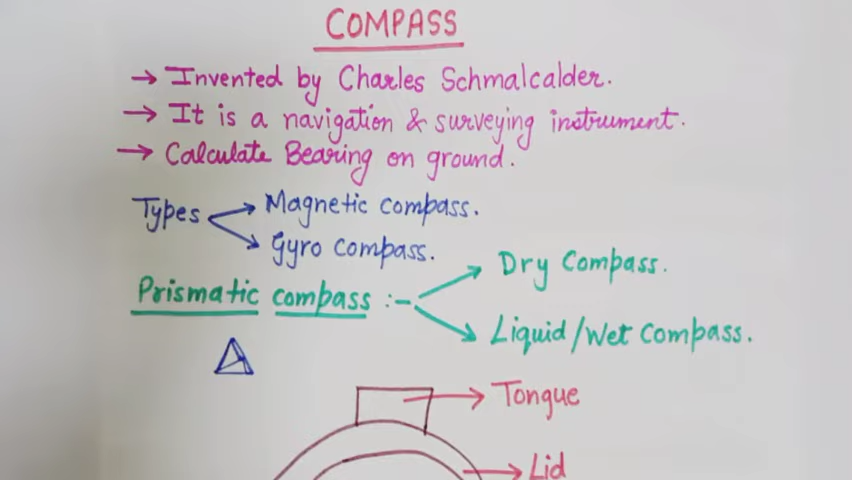 COMPASS
→ Invented by Charles Schmalcalder.
→ It is a navigation & surveying instrument.
→ Calculate Bearing on ground.
Types → Magnetic compass.
→ Gyro compass.
Prismatic compass :- → Dry Compass.
→ Liquid/Wet Compass.
→ Tongue
→ Lid